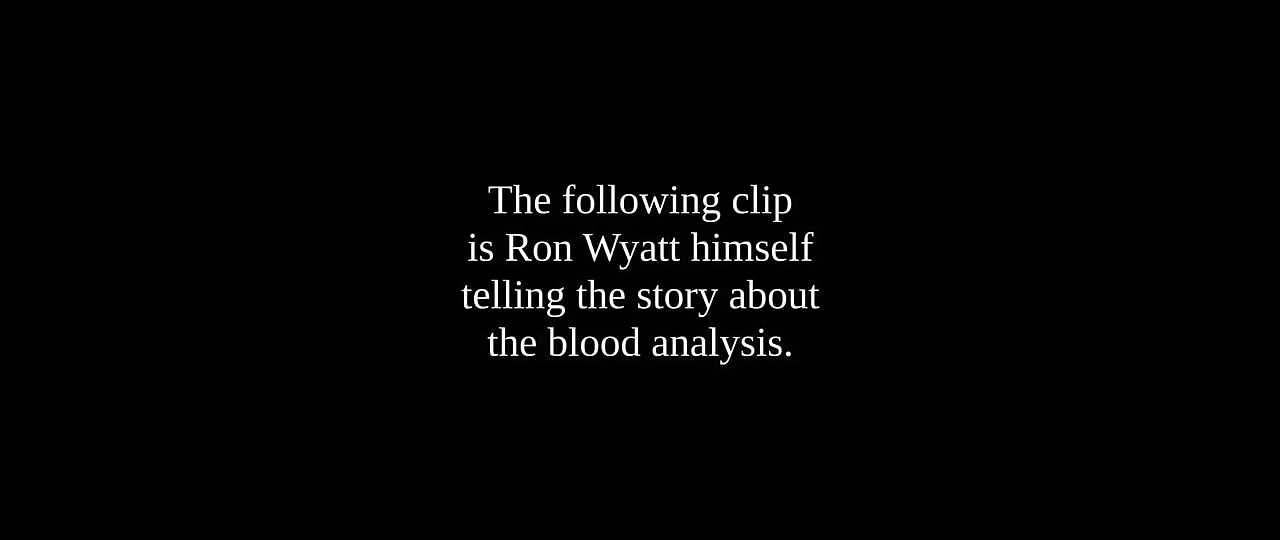 The following clip
is Ron Wyatt himself
telling the story about
the blood analysis.